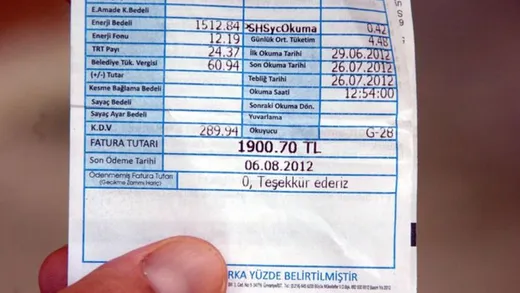 E.Amade K.Bedeli
Enerji Bedeli 1512.84 SHSycOkuma 0.42
Enerji Fonu 12.19 Günlük Ort. Tüketim 4.48
TRT Payı 24.37 İlk Okuma Tarihi 29.06.2012
Belediye Tük. Vergisi 60.94 Son Okuma Tarihi 26.07.2012
(+/-) Tutar Tebliğ Tarihi 26.07.2012
Kesme Bağlama Bedeli Okuma Saati 12:54:00
Sayaç Bedeli Sonraki Okuma Dön.
Sayaç Ayar Bedeli Yuvarlama
K.D.V 289.94 Okuyucu G-28
FATURA TUTARI 1900.70 TL
Son Ödeme Tarihi 06.08.2012
Ödenmemiş Fatura Tutarı 0, Teşekkür ederiz
(Gecikme Zammı Hariç)
RKA YÜZDE BELİRTİLMİŞTİR